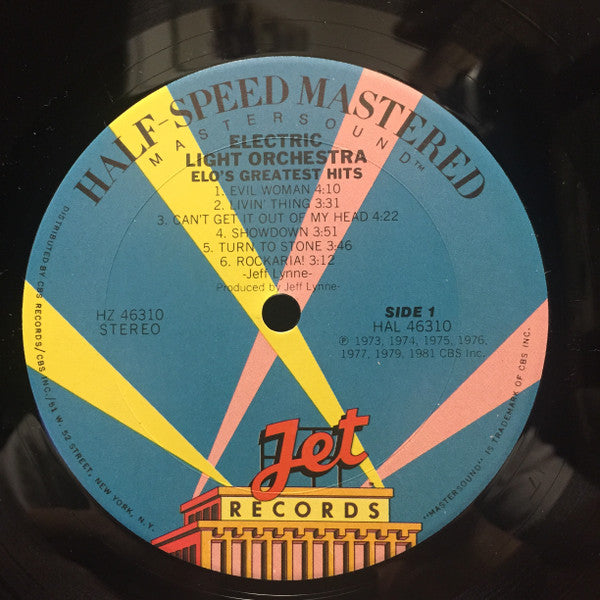 HALF-SPEED MASTERED
MASTERSOUND™
ELECTRIC
LIGHT ORCHESTRA
ELO'S GREATEST HITS
1. EVIL WOMAN 4:10
2. LIVIN' THING 3:31
3. CAN'T GET IT OUT OF MY HEAD 4:22
4. SHOWDOWN 3:51
5. TURN TO STONE 3:46
6. ROCKARIA! 3:12
-Jeff Lynne-
Produced by Jeff Lynne-
HZ 46310
STEREO
SIDE 1
HAL 46310
℗ 1973, 1974, 1975, 1976,
1977, 1979, 1981 CBS Inc.
Jet
RECORDS
DISTRIBUTED BY CBS RECORDS/CBS INC./51 W. 52 STREET, NEW YORK, N.Y.
"MASTERSOUND" IS TRADEMARK OF CBS INC.